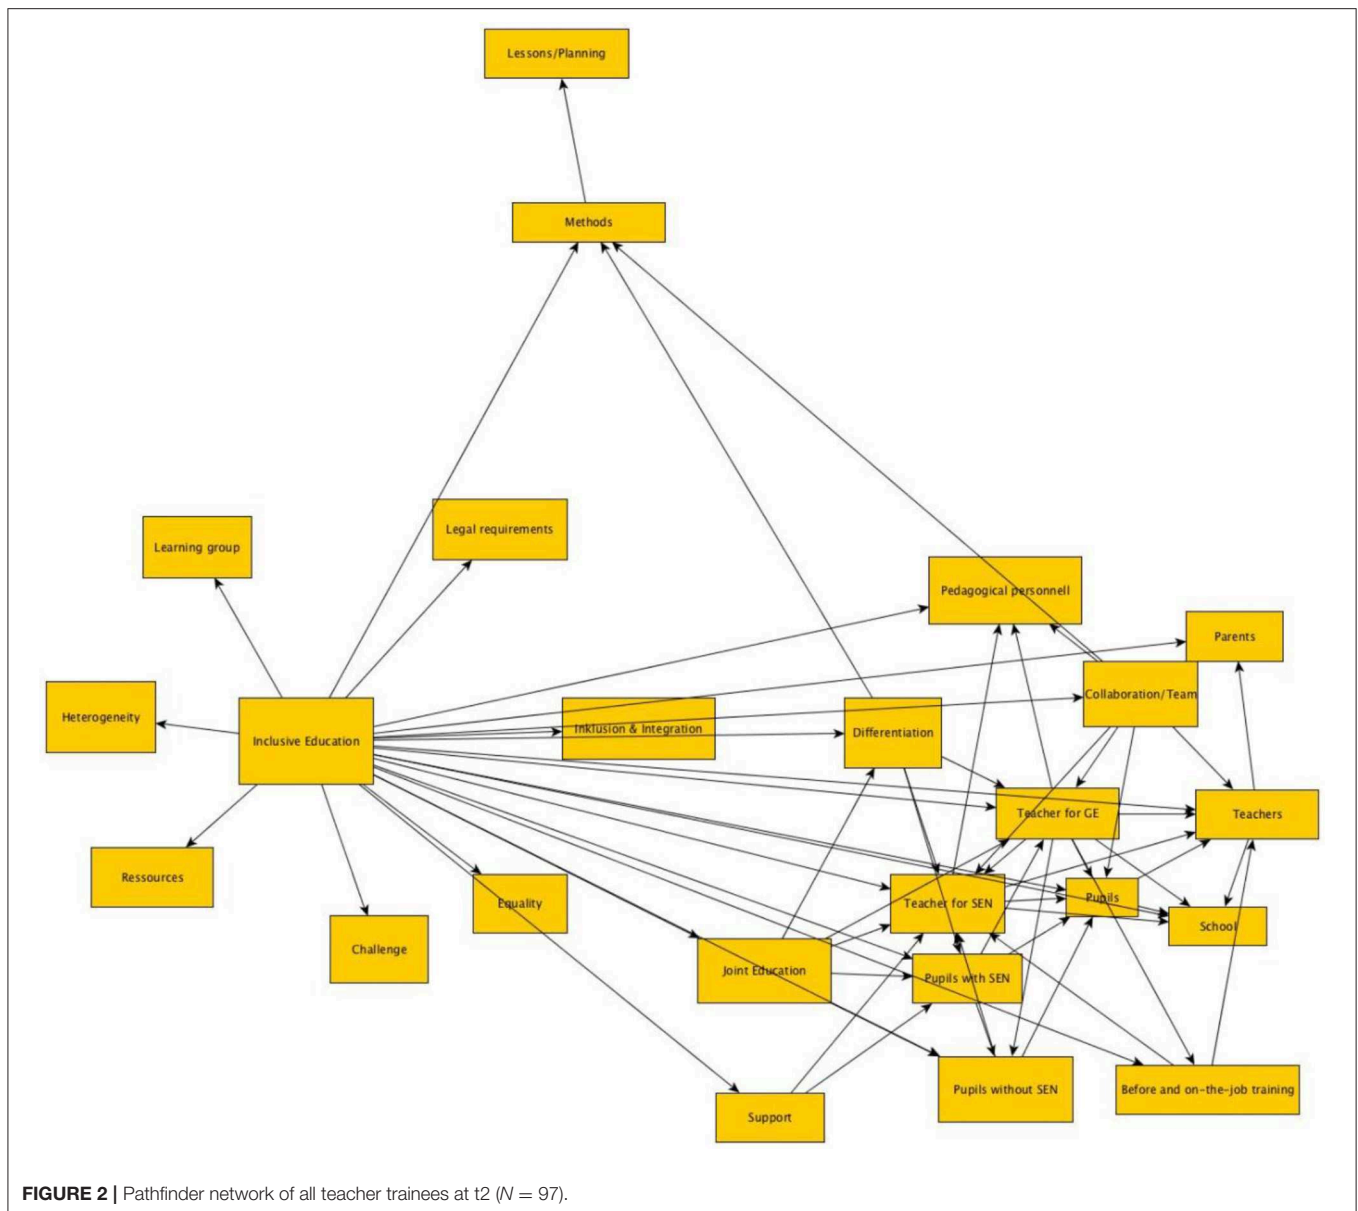 Lessons/Planning
Methods
Legal requirements
Learning group
Pedagogical personnell
Parents
Collaboration/Team
Heterogeneity
Inclusive Education
Inklusion & Integration
Differentiation
Teacher for GE
Teachers
Ressources
Equality
Teacher for SEN
Pupils
School
Challenge
Joint Education
Pupils with SEN
Pupils without SEN
Before and on-the-job training
Support
FIGURE 2 | Pathfinder network of all teacher trainees at t2 (N = 97).